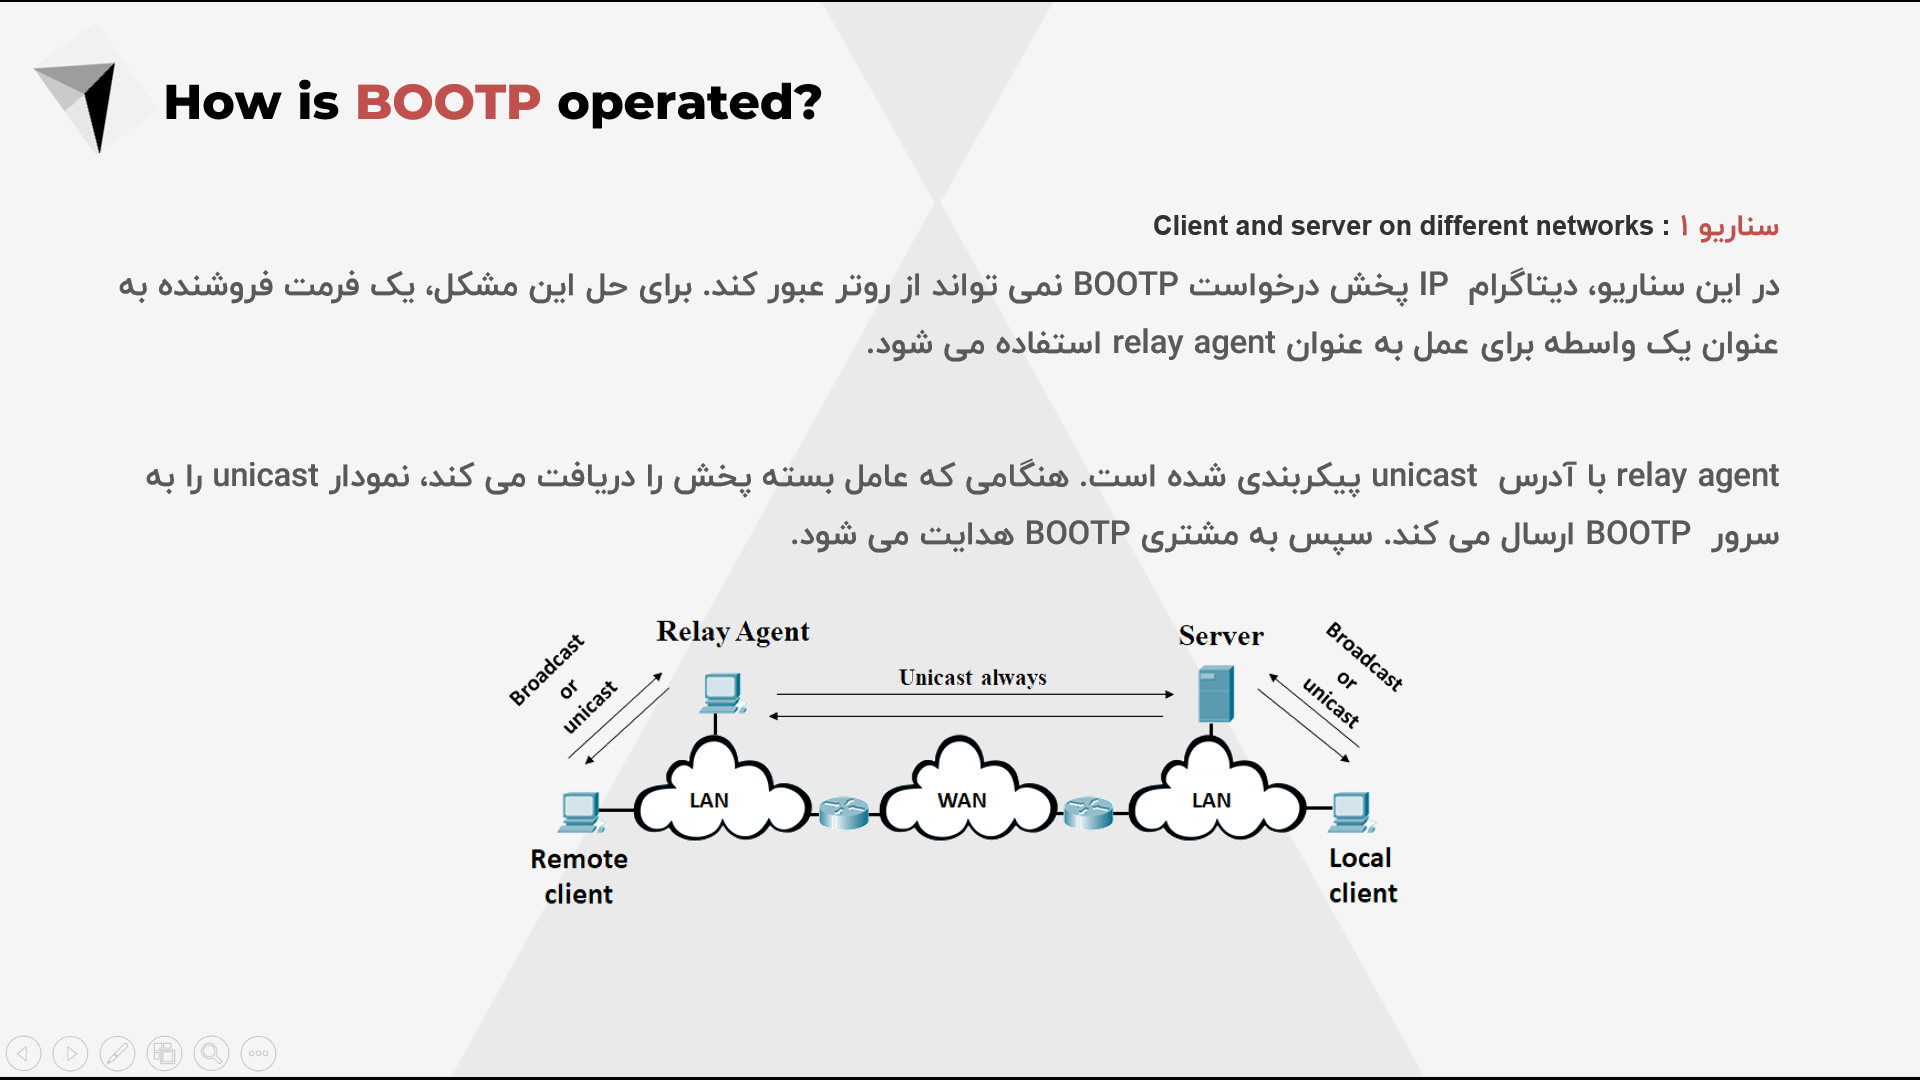 How is BOOTP operated?
سناریو ۱ : Client and server on different networks
در این سناریو، دیتاگرام IP پخش درخواست BOOTP نمی تواند از روتر عبور کند. برای حل این مشکل، یک فرمت فروشنده به
عنوان یک واسطه برای عمل به عنوان relay agent استفاده می شود.
relay agent با آدرس unicast پیکربندی شده است. هنگامی که عامل بسته پخش را دریافت می کند، نمودار unicast را به
سرور BOOTP ارسال می کند. سپس به مشتری BOOTP هدایت می شود.
Relay Agent
Server
Broadcast
or
unicast
Unicast always
Broadcast
or
unicast
LAN
WAN
LAN
Remote
client
Local
client